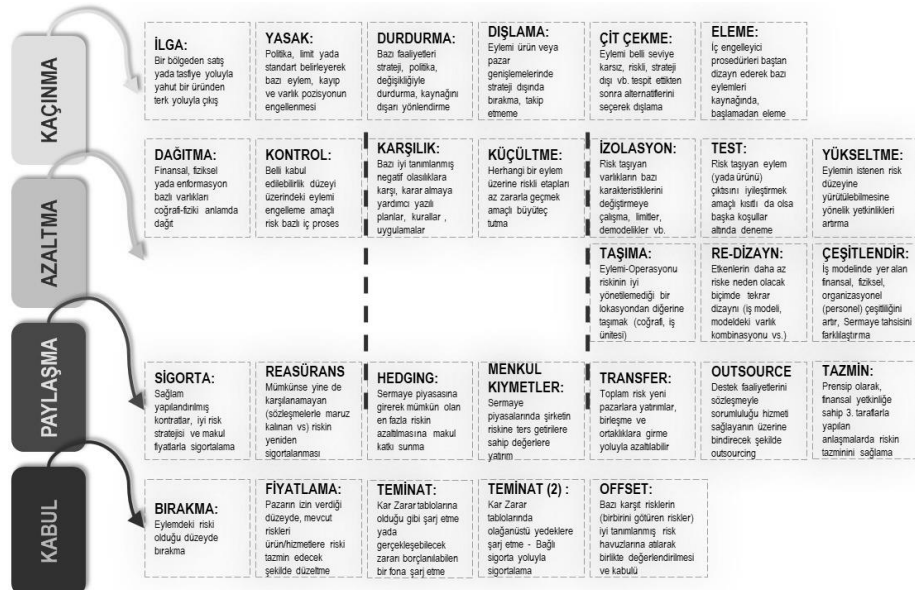 KAÇINMA
İLGA:
Bir bölgeden satış
yada tasfiye yoluyla
yahut bir üründen
terk yoluyla çıkış
YASAK:
Politika, limit yada
standart belirleyerek
bazı eylem, kayıp
ve varlık pozisyonun
engellenmesi
DURDURMA:
Bazı faaliyetleri
strateji, politika,
değişikliğiyle
durdurma, kaynağını
dışarı yönlendirme
DIŞLAMA:
Eylemi ürün veya
pazar
genişlemelerinde
strateji dışında
bırakma, takip
etmeme
ÇİT ÇEKME:
Eylemi belli seviye
karsız, riskli, strateji
dışı vb. tespit ettikten
sonra alternatiflerini
seçerek dışlama
ELEME:
İç engelleyici
prosedürleri baştan
dizayn ederek bazı
eylemleri
kaynağında,
başlamadan eleme
AZALTMA
DAĞITMA:
Finansal, fiziksel
yada enformasyon
bazlı varlıkları
coğrafi-fiziki anlamda
dağıt
KONTROL:
Belli kabul
edilebilirlik düzeyi
üzerindeki eylemi
engelleme amaçlı
risk bazlı iç proses
KARŞILIK:
Bazı iyi tanımlanmış
negatif olasılıklara
karşı, karar almaya
yardımcı yazılı
planlar, kurallar ,
uygulamalar
KÜÇÜLTME:
Herhangi bir eylem
üzerine riskli etapları
az zararla geçmek
amaçlı büyüteç
tutma
İZOLASYON:
Risk taşıyan
varlıkların bazı
karakteristiklerini
değiştirmeye
çalışma, limitler,
demodelikler vb.
TEST:
Risk taşıyan eylem
(yada ürünü)
çıktısını iyileştirmek
amaçlı kısıtlı da olsa
başka koşullar
altında deneme
YÜKSELTME:
Eylemin istenen risk
düzeyine
yürütülebilmesine
yönelik yetkinlikleri
artırma
TAŞIMA:
Eylemi-Operasyonu
riskinin iyi
yönetilemediği bir
lokasyondan diğerine
taşımak (coğrafi, iş
ünitesi)
RE-DİZAYN:
Etkenlerin daha az
riske neden olacak
biçimde tekrar
dizaynı (iş modeli,
modeldeki varlık
kombinasyonu vs.)
ÇEŞİTLENDİR:
İş modelinde yer alan
finansal, fiziksel,
organizasyonel
(personel) çeşitliliğini
artır, Sermaye tahsisini
farklılaştırma
PAYLAŞMA
SİGORTA:
Sağlam
yapılandırılmış
kontratlar, iyi risk
stratejisi ve makul
fiyatlarla sigortalama
REASÜRANS
Mümkünse yine de
karşılanamayan
(sözleşmelerle maruz
kalınan vs) riskin
yeniden
sigortalanması
HEDGING:
Sermaye piyasasına
girerek mümkün olan
en fazla riskin
azaltılmasına makul
katkı sunma
MENKUL
KIYMETLER:
Sermaye
piyasalarında şirketin
riskine ters getirilere
sahip değerlere
yatırım
TRANSFER:
Toplam risk yeni
pazarlara yatırımlar,
birleşme ve
ortaklıklara girme
yoluyla azaltılabilir
OUTSOURCE
Destek faaliyetlerini
sözleşmeyle
sorumluluğu hizmeti
sağlayanın üzerine
bindirecek şekilde
outsourcing
TAZMİN:
Prensip olarak,
finansal yetkinliğe
sahip 3. taraflarla
yapılan
anlaşmalarda riskin
tazminini sağlama
KABUL
BIRAKMA:
Eylemdeki riski
olduğu düzeyde
bırakma
FİYATLAMA:
Pazarın izin verdiği
düzeyde, mevcut
riskleri
ürün/hizmetlere riski
tazmin edecek
şekilde düzeltme
TEMİNAT:
Kar Zarar tablolarına
olduğu gibi şarj etme
yada
gerçekleşebilecek
zararı borçlanılabilen
bir fona şarj etme
TEMİNAT (2) :
Kar Zarar
tablolarında
olağanüstü yedeklere
şarj etme - Bağlı
sigorta yoluyla
sigortalama
OFFSET:
Bazı karşıt risklerin
(birbirini götüren riskler)
iyi tanımlanmış risk
havuzlarına atılarak
birlikte değerlendirilmesi
ve kabulü